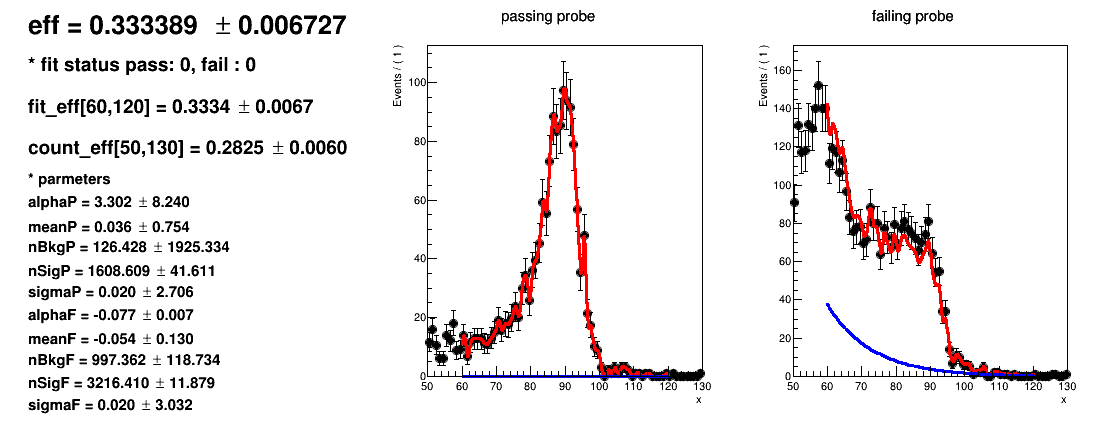 eff = 0.333389 ± 0.006727
* fit status pass: 0, fail : 0
fit_eff[60,120] = 0.3334 ± 0.0067
count_eff[50,130] = 0.2825 ± 0.0060
* parmeters
alphaP = 3.302 ± 8.240
meanP = 0.036 ± 0.754
nBkgP = 126.428 ± 1925.334
nSigP = 1608.609 ± 41.611
sigmaP = 0.020 ± 2.706
alphaF = -0.077 ± 0.007
meanF = -0.054 ± 0.130
nBkgF = 997.362 ± 118.734
nSigF = 3216.410 ± 11.879
sigmaF = 0.020 ± 3.032
passing probe
Events / ( 1 )
100
80
60
40
20
0
50 60 70 80 90 100 110 120 130
x
failing probe
Events / ( 1 )
160
140
120
100
80
60
40
20
0
50 60 70 80 90 100 110 120 130
x